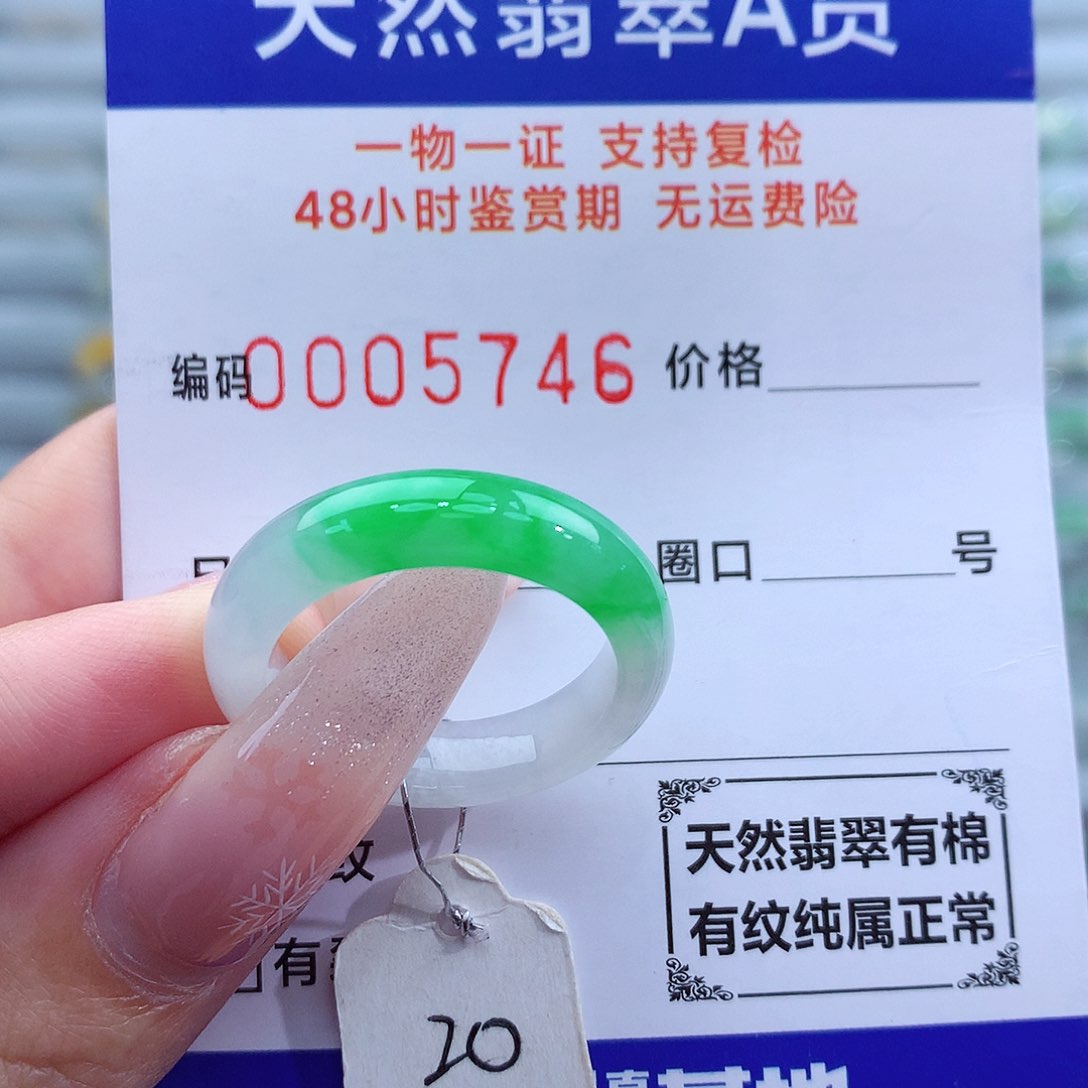 天然翡翠A货
一物一证 支持复检
48小时鉴赏期 无运费险
编码0005746 价格
圈口 号
纹
天然翡翠有棉
有纹纯属正常
有
20
基地